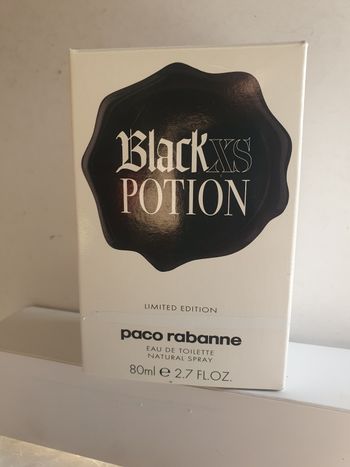 Blackxs
POTION
LIMITED EDITION
paco rabanne
EAU DE TOILETTE
NATURAL SPRAY
80ml e 2.7 FL.OZ.